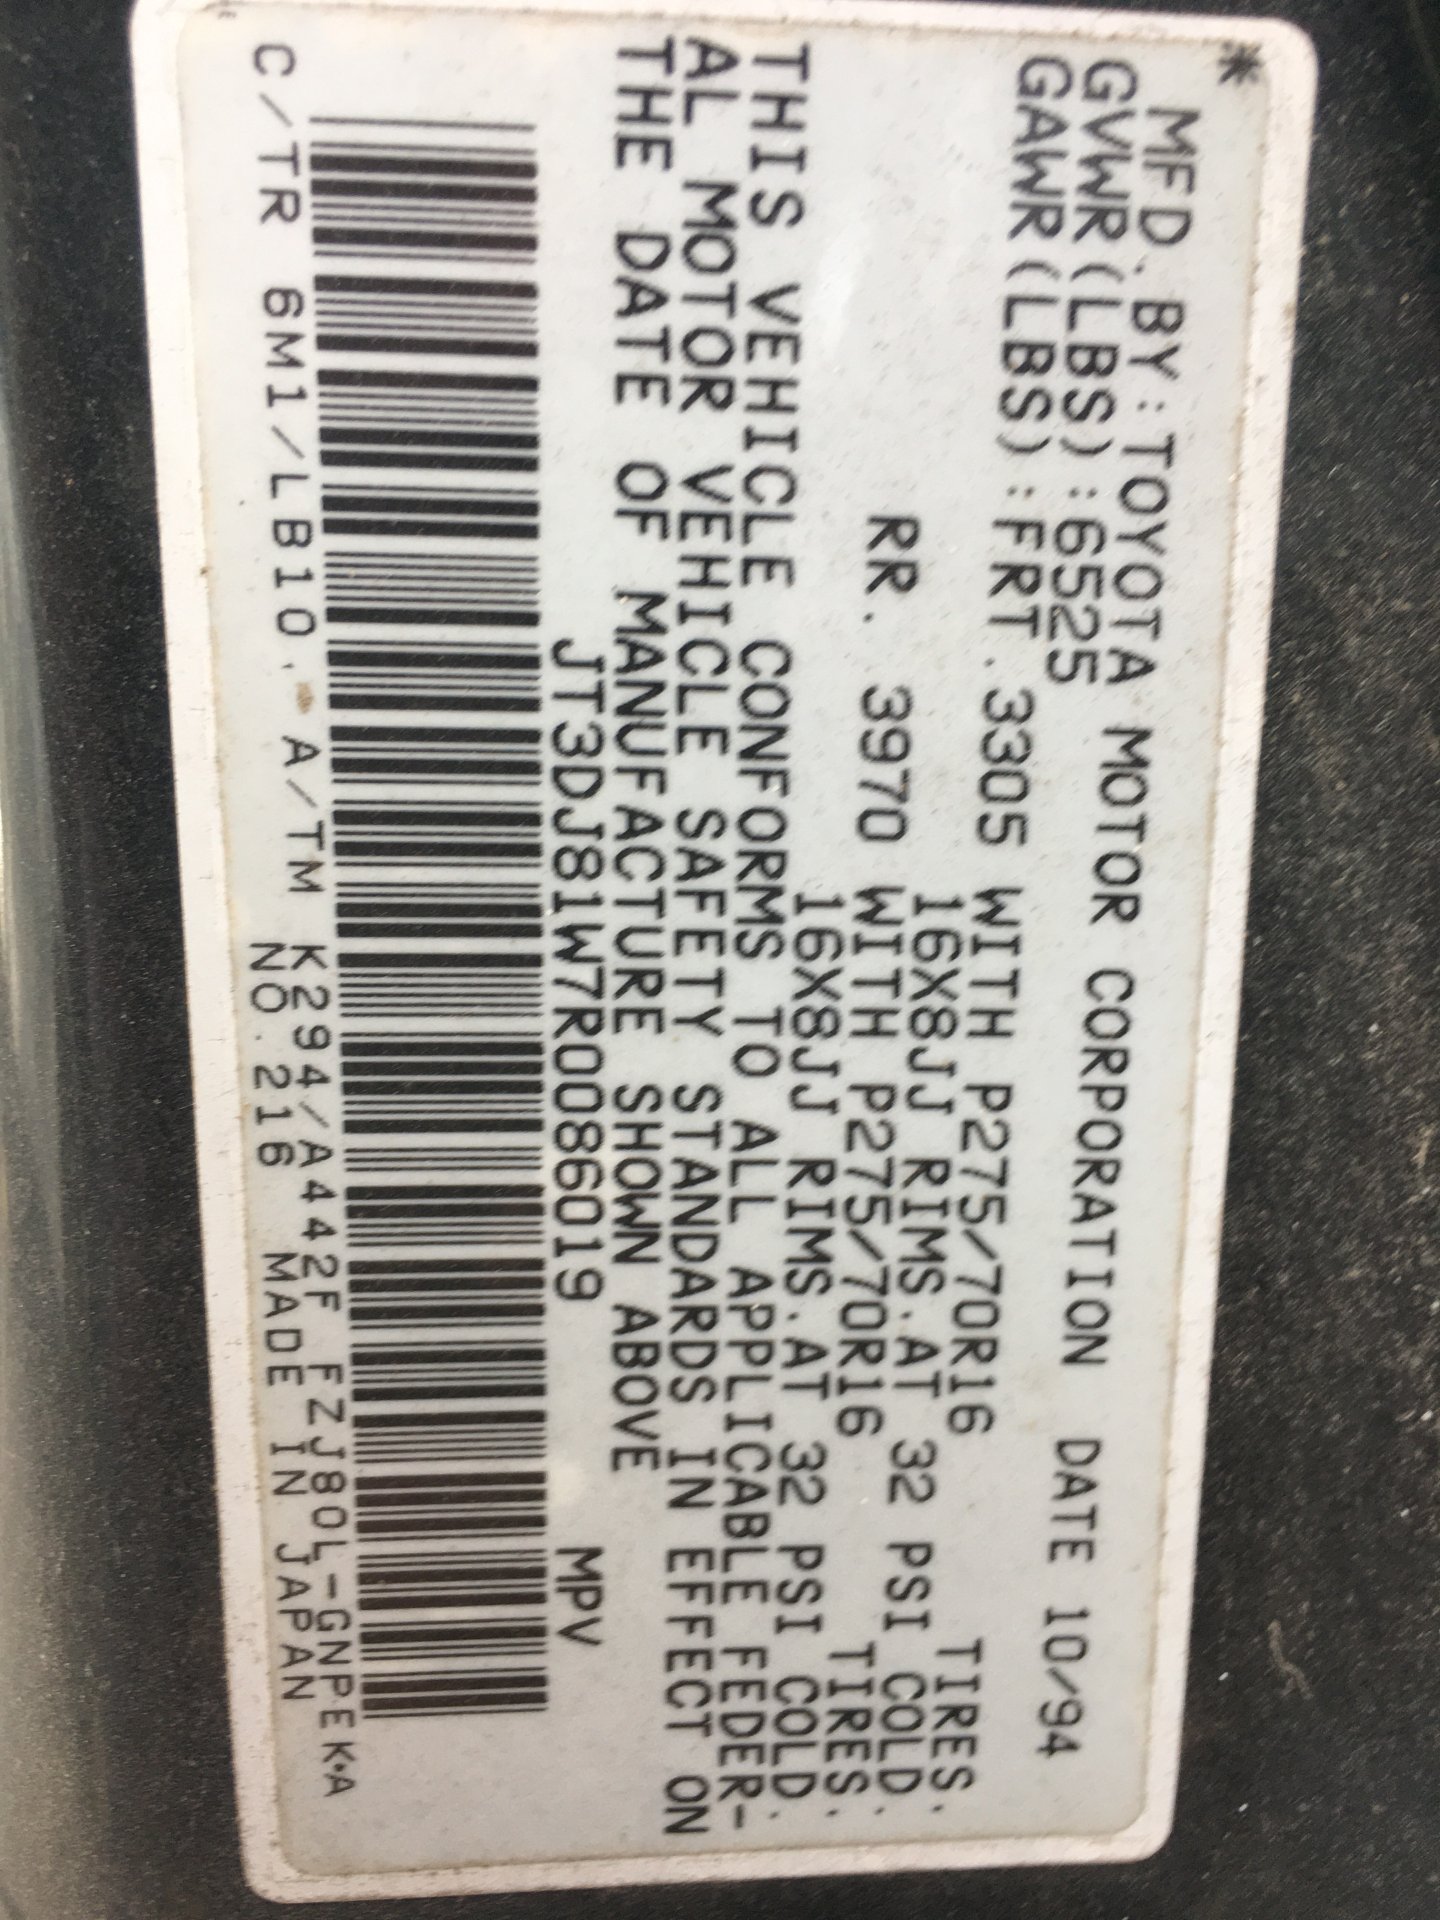 *
MFD.BY:TOYOTA MOTOR CORPORATION DATE 10/94
GVWR(LBS):6525
GAWR(LBS):FRT.3305 WITH P275/70R16 TIRES.
16X8JJ RIMS.AT 32 PSI COLD.
RR. 3970 WITH P275/70R16 TIRES.
16X8JJ RIMS.AT 32 PSI COLD.
THIS VEHICLE CONFORMS TO ALL APPLICABLE FEDER-
AL MOTOR VEHICLE SAFETY STANDARDS IN EFFECT ON
THE DATE OF MANUFACTURE SHOWN ABOVE
JT3DJ81W7R0086019 MPV
C/TR 6M1/LB10,- A/TM K294/A442F FZJ80L-GNPEK•A
NO.216 MADE IN JAPAN